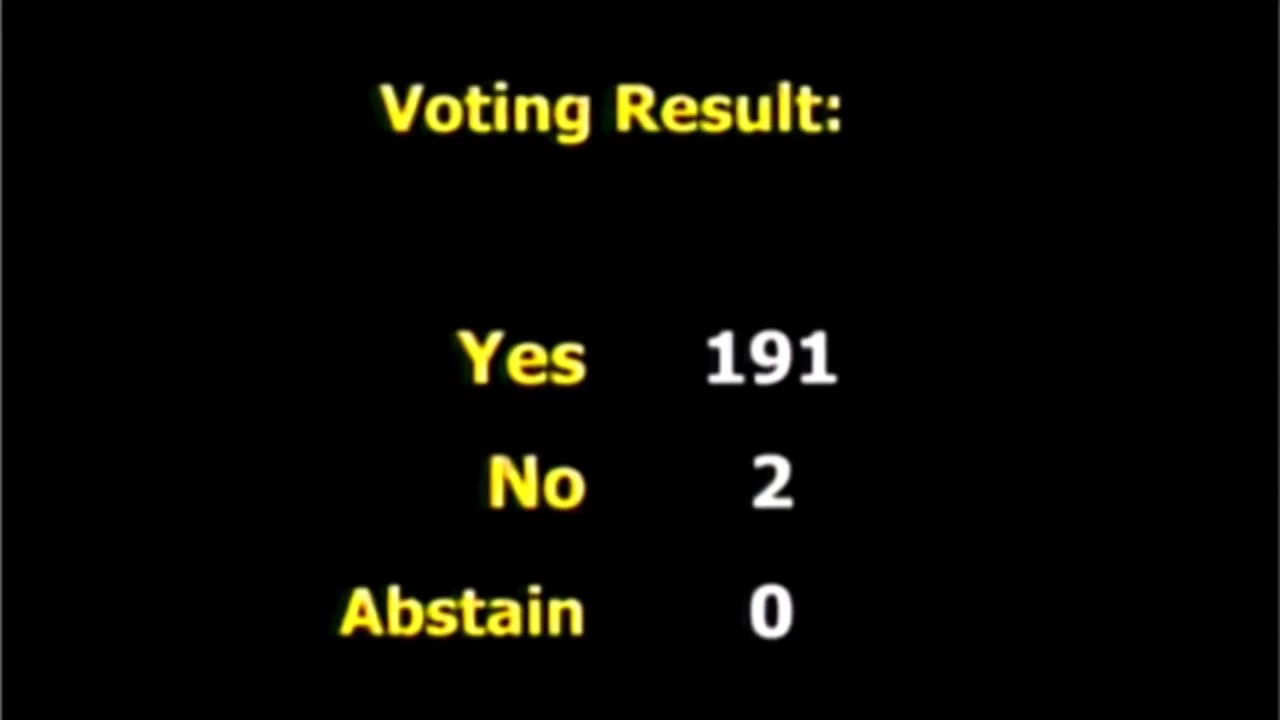 Voting Result:
Yes 191
No 2
Abstain 0